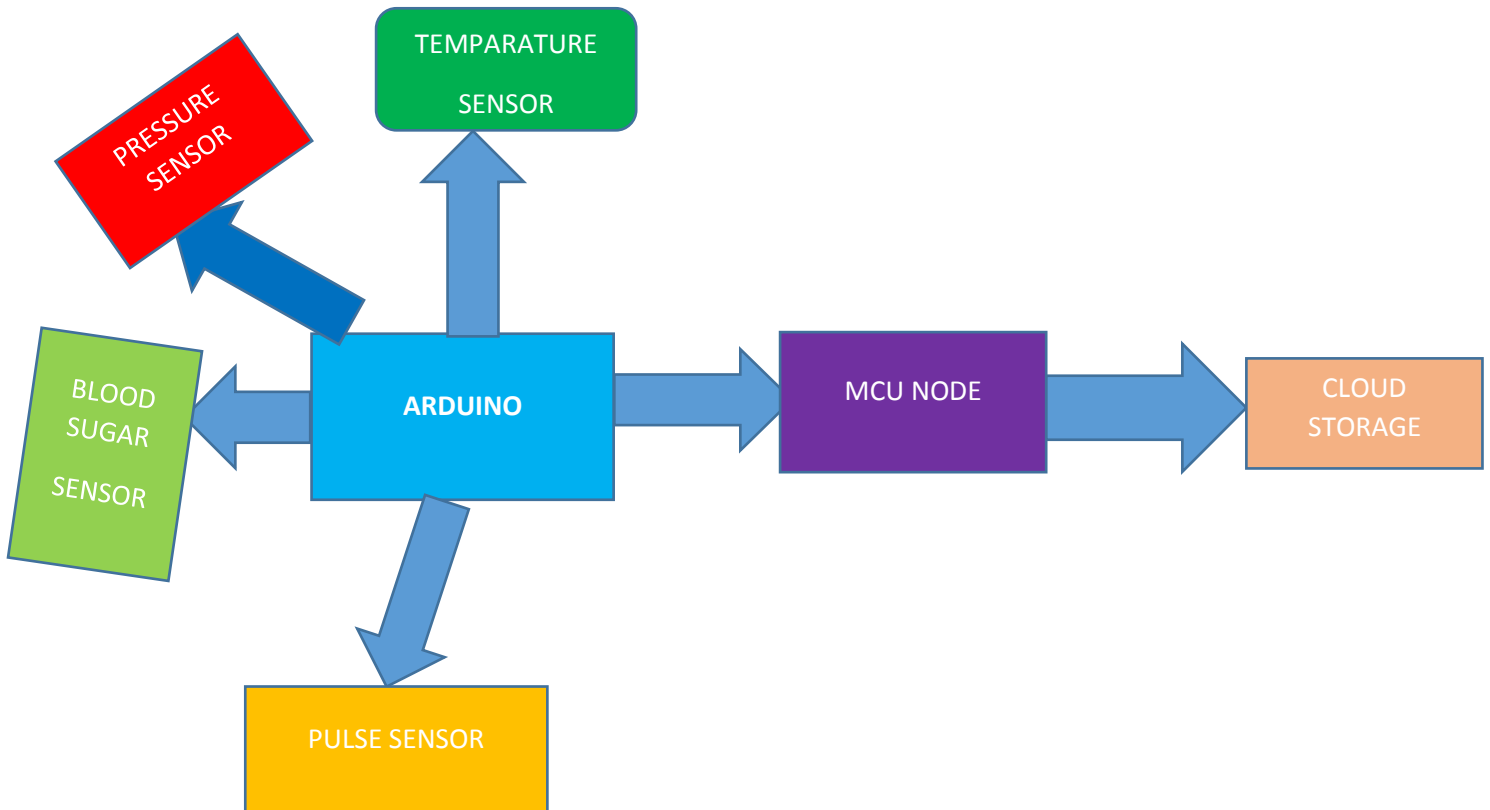 TEMPARATURE
SENSOR
PRESSURE
SENSOR
BLOOD
SUGAR
SENSOR
ARDUINO
MCU NODE
CLOUD
STORAGE
PULSE SENSOR